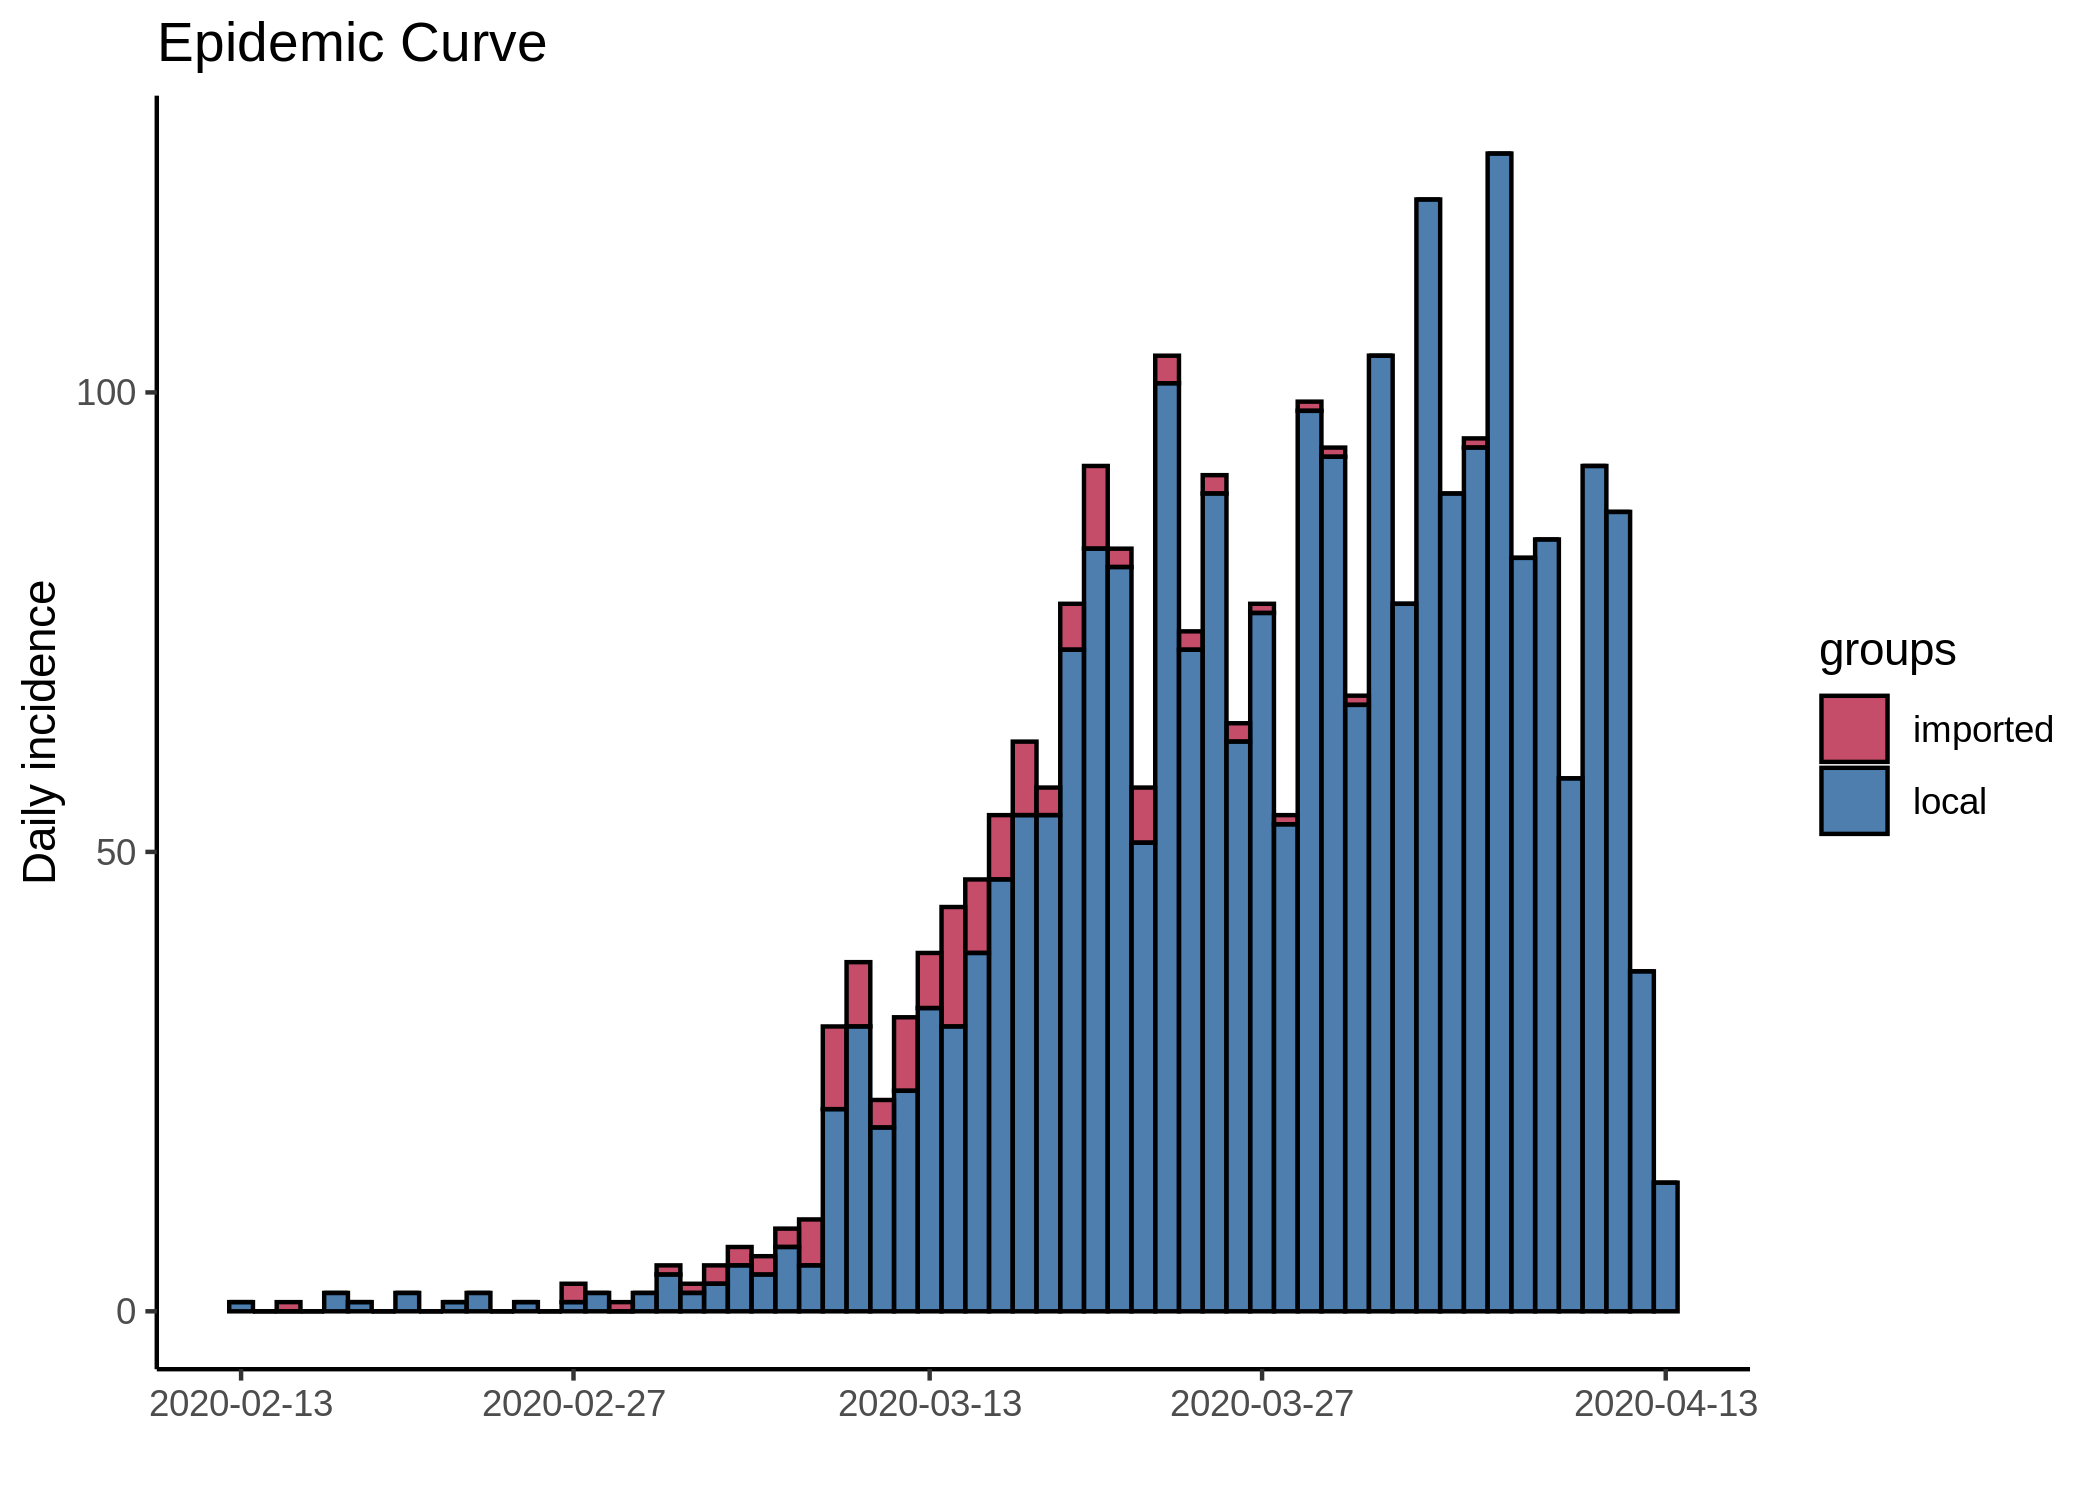 Epidemic Curve
Daily incidence
100
50
0
2020-02-13 2020-02-27 2020-03-13 2020-03-27 2020-04-13
groups
imported
local